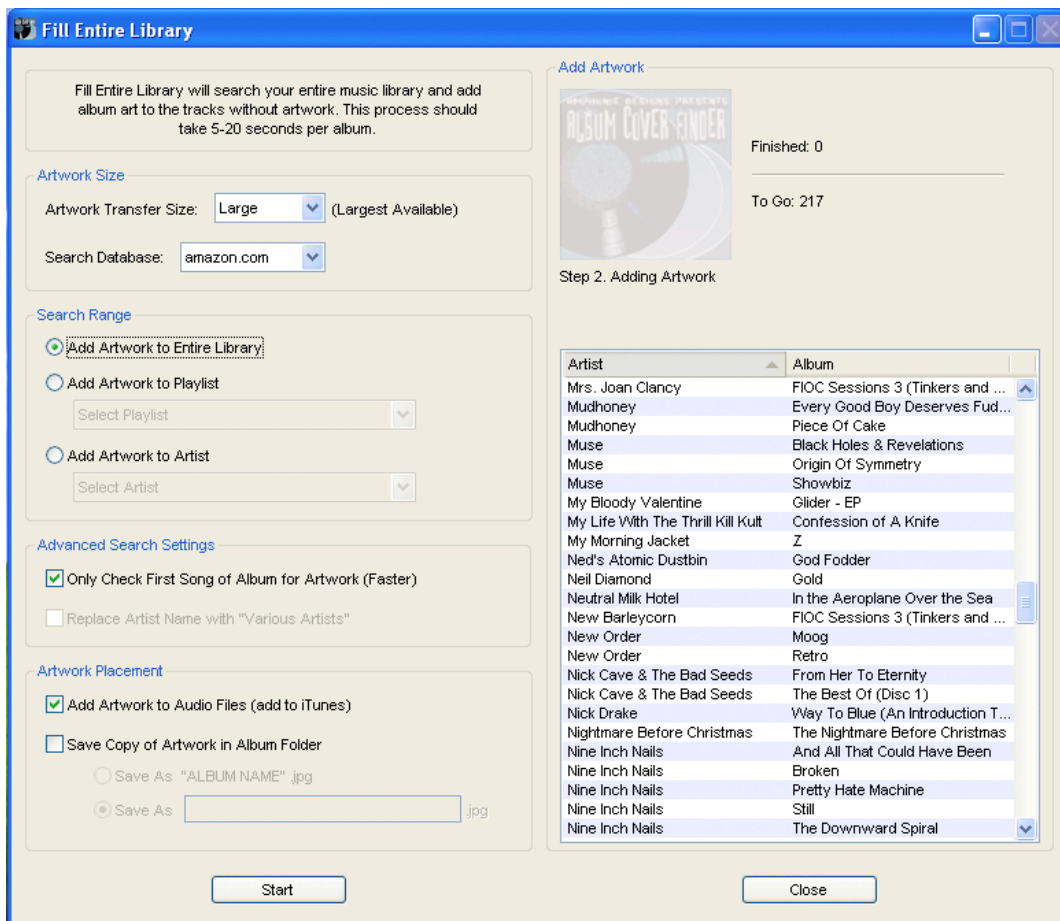 Fill Entire Library
Fill Entire Library will search your entire music library and add
album art to the tracks without artwork. This process should
take 5-20 seconds per album.
Artwork Size
Artwork Transfer Size: Large (Largest Available)
Search Database: amazon.com
Search Range
Add Artwork to Entire Library
Add Artwork to Playlist
Select Playlist
Add Artwork to Artist
Select Artist
Advanced Search Settings
Only Check First Song of Album for Artwork (Faster)
Replace Artist Name with "Various Artists"
Artwork Placement
Add Artwork to Audio Files (add to iTunes)
Save Copy of Artwork in Album Folder
Save As "ALBUM NAME" .jpg
Save As .jpg
Start
Add Artwork
DESIGNS PRESENTS
ALBUM COVER FINDER
Finished: 0
To Go: 217
Step 2. Adding Artwork
Artist Album
Mrs. Joan Clancy FIOC Sessions 3 (Tinkers and ...
Mudhoney Every Good Boy Deserves Fud...
Mudhoney Piece Of Cake
Muse Black Holes & Revelations
Muse Origin Of Symmetry
Muse Showbiz
My Bloody Valentine Glider - EP
My Life With The Thrill Kill Kult Confession of A Knife
My Morning Jacket Z
Ned's Atomic Dustbin God Fodder
Neil Diamond Gold
Neutral Milk Hotel In the Aeroplane Over the Sea
New Barleycorn FIOC Sessions 3 (Tinkers and ...
New Order Moog
New Order Retro
Nick Cave & The Bad Seeds From Her To Eternity
Nick Cave & The Bad Seeds The Best Of (Disc 1)
Nick Drake Way To Blue (An Introduction T...
Nightmare Before Christmas The Nightmare Before Christmas
Nine Inch Nails And All That Could Have Been
Nine Inch Nails Broken
Nine Inch Nails Pretty Hate Machine
Nine Inch Nails Still
Nine Inch Nails The Downward Spiral
Close